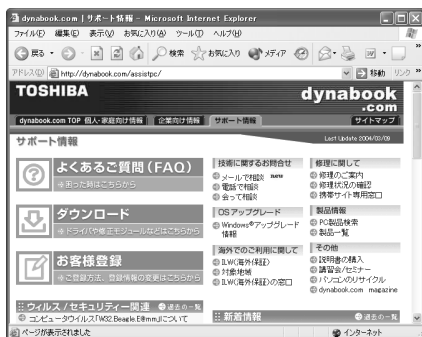 dynabook.com | サポート情報 - Microsoft Internet Explorer
ファイル(F) 編集(E) 表示(V) お気に入り(A) ツール(T) ヘルプ(H)
戻る 検索 お気に入り メディア
アドレス(D) http://dynabook.com/assistpc/ 移動 リンク
TOSHIBA dynabook.com
dynabook.com TOP 個人・家庭向け情報 企業向け情報 サポート情報 サイトマップ
サポート情報 Last Update 2004/03/09
よくあるご質問(FAQ)
困った時はこちらから
ダウンロード
ドライバや修正モジュールなどはこちらから
お客様登録
ご登録方法、登録情報の変更はこちらから
技術に関するお問合せ
メールで相談 new
電話で相談
会って相談
OSアップグレード
Windows®アップグレード情報
海外でのご利用に関して
ILW(海外保証)
対象地域
ILW(海外保証)の窓口
修理に関して
修理のご案内
修理状況の確認
携帯サイト専用窓口
製品情報
PC製品検索
製品一覧
その他
説明書の購入
講習会/セミナー
パソコンのリサイクル
dynabook.com magazine
ウィルス / セキュリティー関連 過去の一覧
コンピュータウイルス「W32.Beagle.E@mm」について
新着情報 過去の一覧
ページが表示されました インターネット